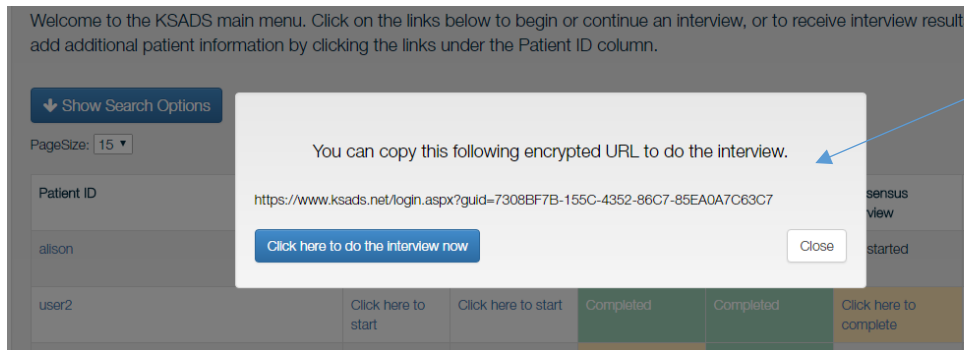 Welcome to the KSADS main menu. Click on the links below to begin or continue an interview, or to receive interview result
add additional patient information by clicking the links under the Patient ID column.
Show Search Options
PageSize: 15
You can copy this following encrypted URL to do the interview.
https://www.ksads.net/login.aspx?guid=7308BF7B-155C-4352-86C7-85EA0A7C63C7
Click here to do the interview now
Close
Patient ID
sensus
view
alison
started
user2
Click here to
start
Click here to start
Completed
Completed
Click here to
complete